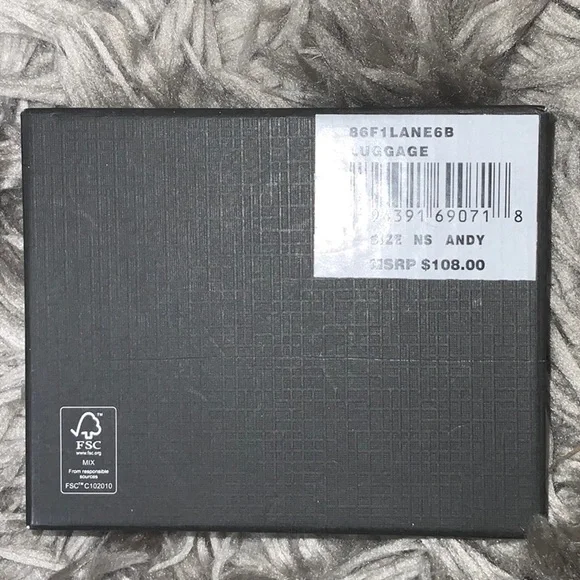 86F1LANE6B
LUGGAGE
391 69071 8
SIZE NS ANDY
MSRP $108.00
FSC
www.fsc.org
MIX
From responsible
sources
FSC™ C102010